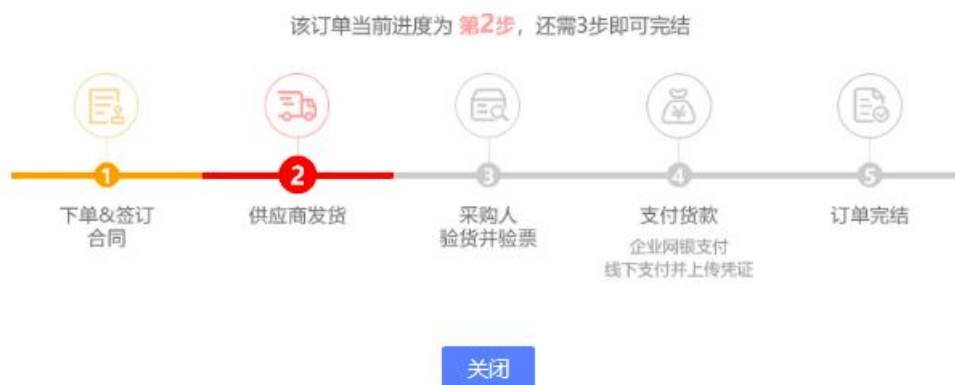 该订单当前进度为 第2步，还需3步即可完结
1
2
3
4
5
下单&签订
合同
供应商发货
采购人
验货并验票
支付货款
企业网银支付
线下支付并上传凭证
订单完结
关闭